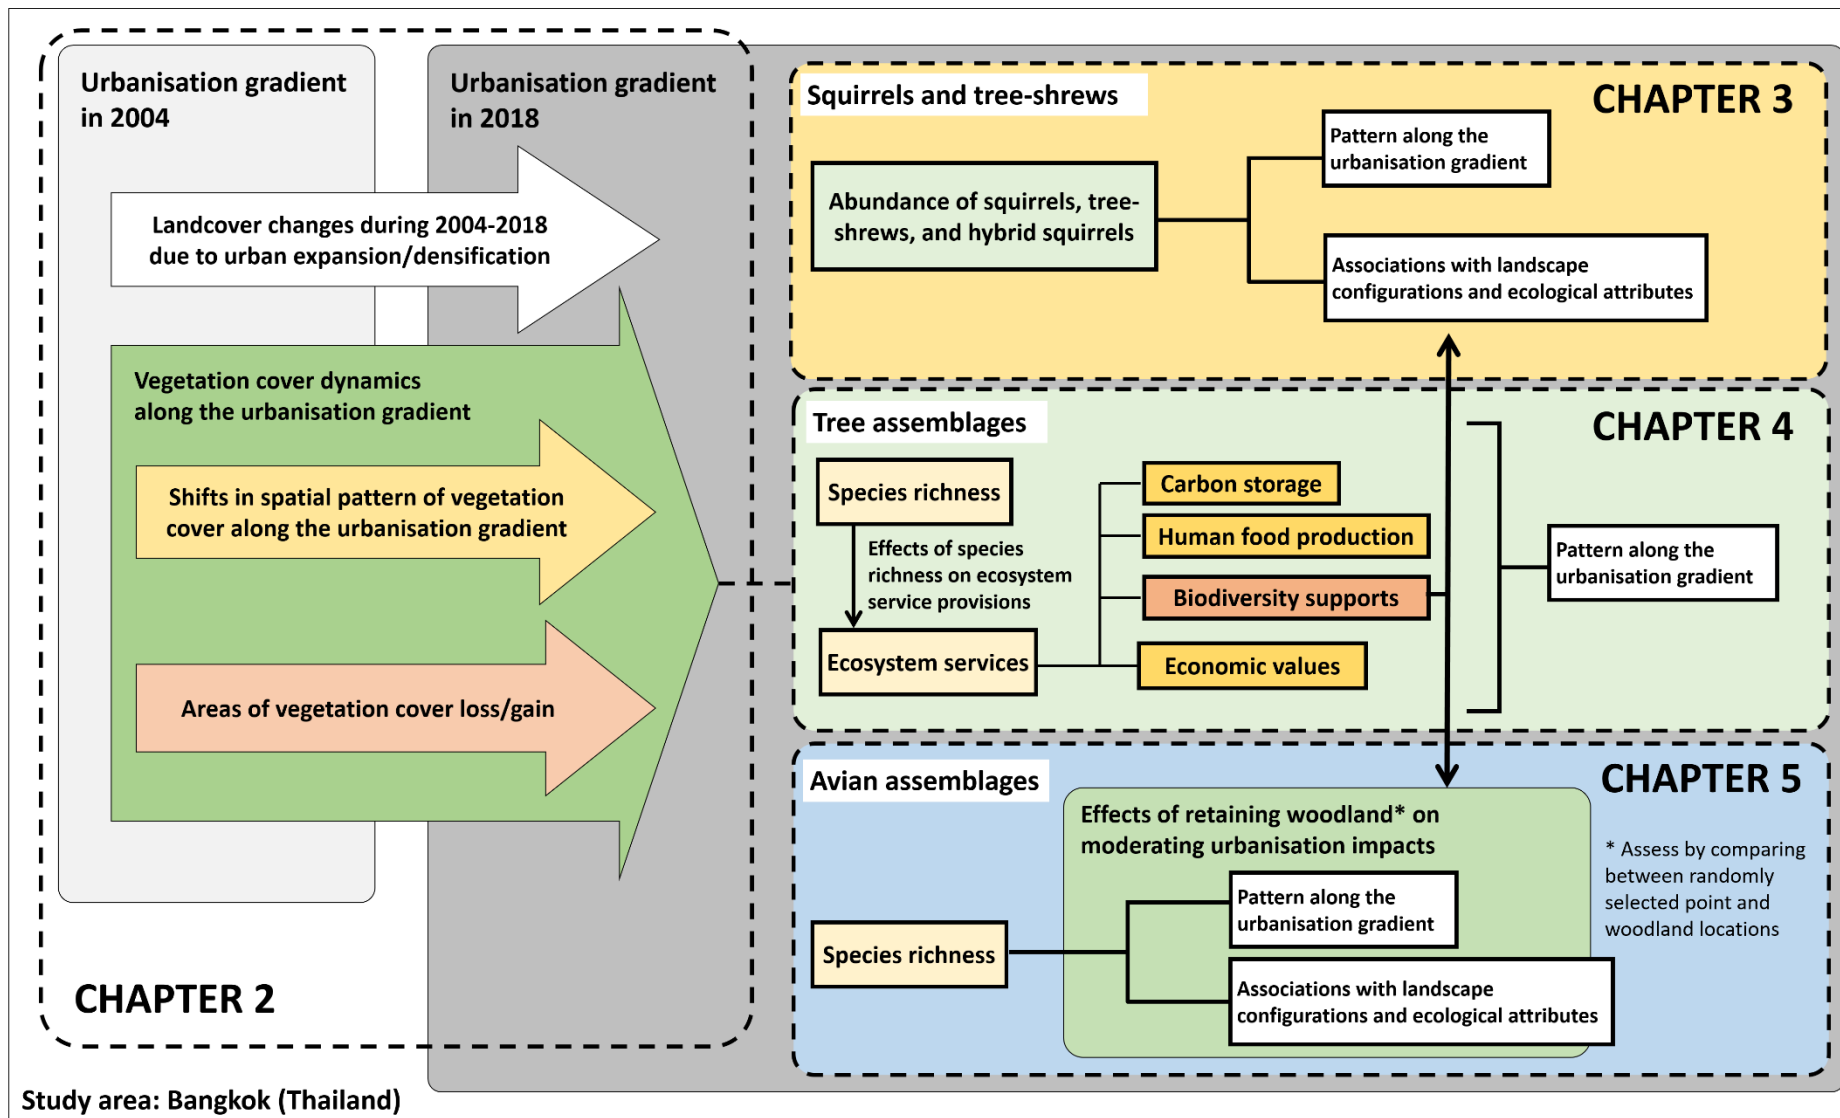 Urbanisation gradient
in 2004
Urbanisation gradient
in 2018
Landcover changes during 2004-2018
due to urban expansion/densification
Vegetation cover dynamics
along the urbanisation gradient
Shifts in spatial pattern of vegetation
cover along the urbanisation gradient
Areas of vegetation cover loss/gain
CHAPTER 2
Squirrels and tree-shrews
CHAPTER 3
Abundance of squirrels, tree-
shrews, and hybrid squirrels
Pattern along the
urbanisation gradient
Associations with landscape
configurations and ecological attributes
Tree assemblages
CHAPTER 4
Species richness
Effects of species
richness on ecosystem
service provisions
Ecosystem services
Carbon storage
Human food production
Biodiversity supports
Economic values
Pattern along the
urbanisation gradient
Avian assemblages
CHAPTER 5
Effects of retaining woodland* on
moderating urbanisation impacts
* Assess by comparing
between randomly
selected point and
woodland locations
Species richness
Pattern along the
urbanisation gradient
Associations with landscape
configurations and ecological attributes
Study area: Bangkok (Thailand)